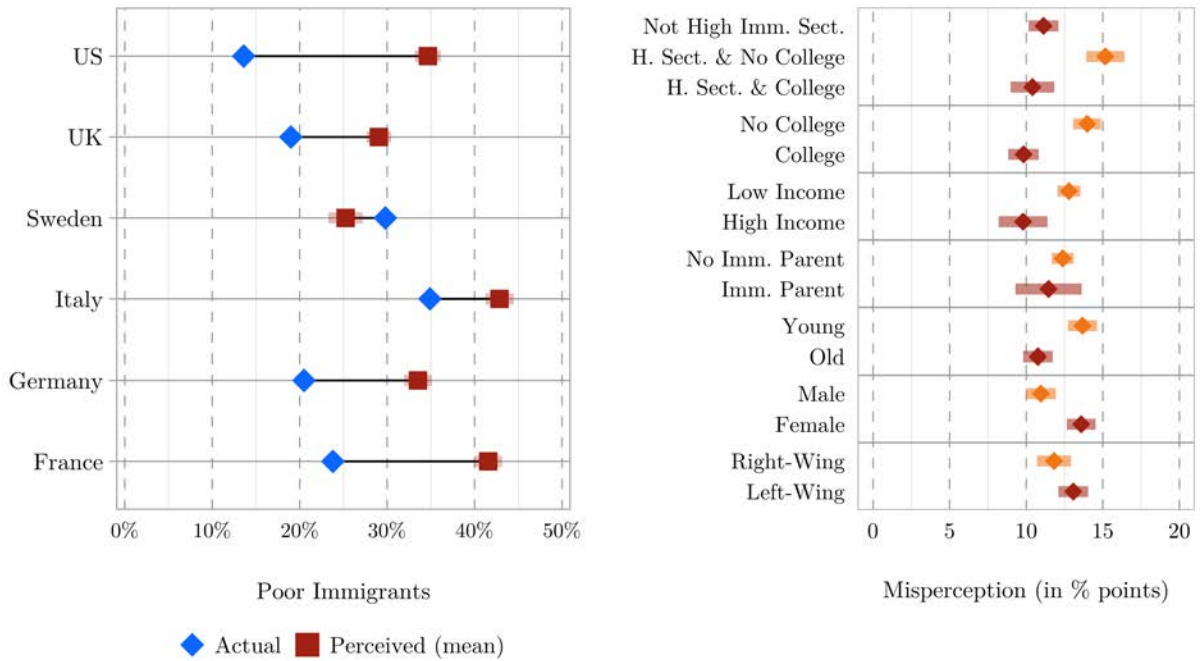 US
UK
Sweden
Italy
Germany
France
0% 10% 20% 30% 40% 50%
Poor Immigrants
Actual Perceived (mean)
Not High Imm. Sect.
H. Sect. & No College
H. Sect. & College
No College
College
Low Income
High Income
No Imm. Parent
Imm. Parent
Young
Old
Male
Female
Right-Wing
Left-Wing
0 5 10 15 20
Misperception (in % points)